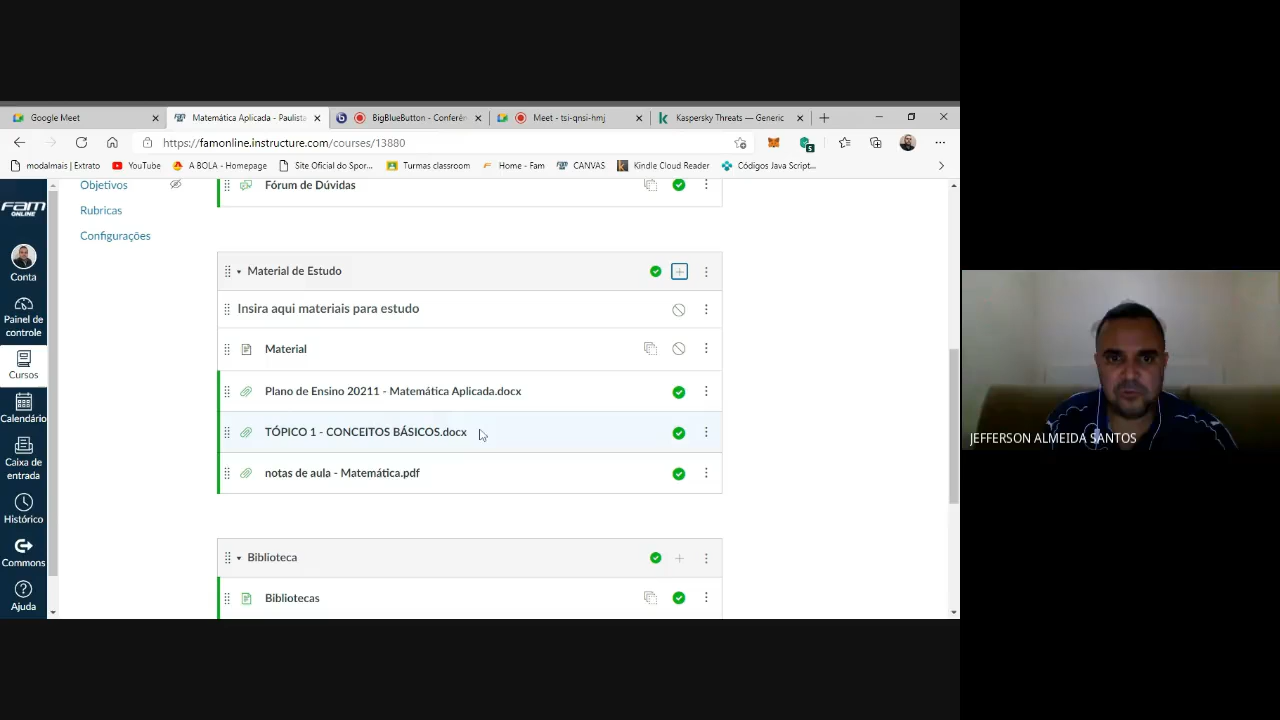 Google Meet
Matemática Aplicada - Paulista
BigBlueButton - Conferên
Meet - tsi-qnsi-hmj
Kaspersky Threats — Generic
https://famonline.instructure.com/courses/13880
modalmais | Extrato
YouTube
A BOLA - Homepage
Site Oficial do Spor...
Turmas classroom
Home - Fam
CANVAS
Kindle Cloud Reader
Códigos Java Script...
FAM
ONLINE
Conta
Painel de
controle
Cursos
Calendário
Caixa de
entrada
Histórico
Commons
Ajuda
Objetivos
Rubricas
Configurações
Fórum de Dúvidas
Material de Estudo
Insira aqui materiais para estudo
Material
Plano de Ensino 20211 - Matemática Aplicada.docx
TÓPICO 1 - CONCEITOS BÁSICOS.docx
notas de aula - Matemática.pdf
Biblioteca
Bibliotecas
JEFFERSON ALMEIDA SANTOS